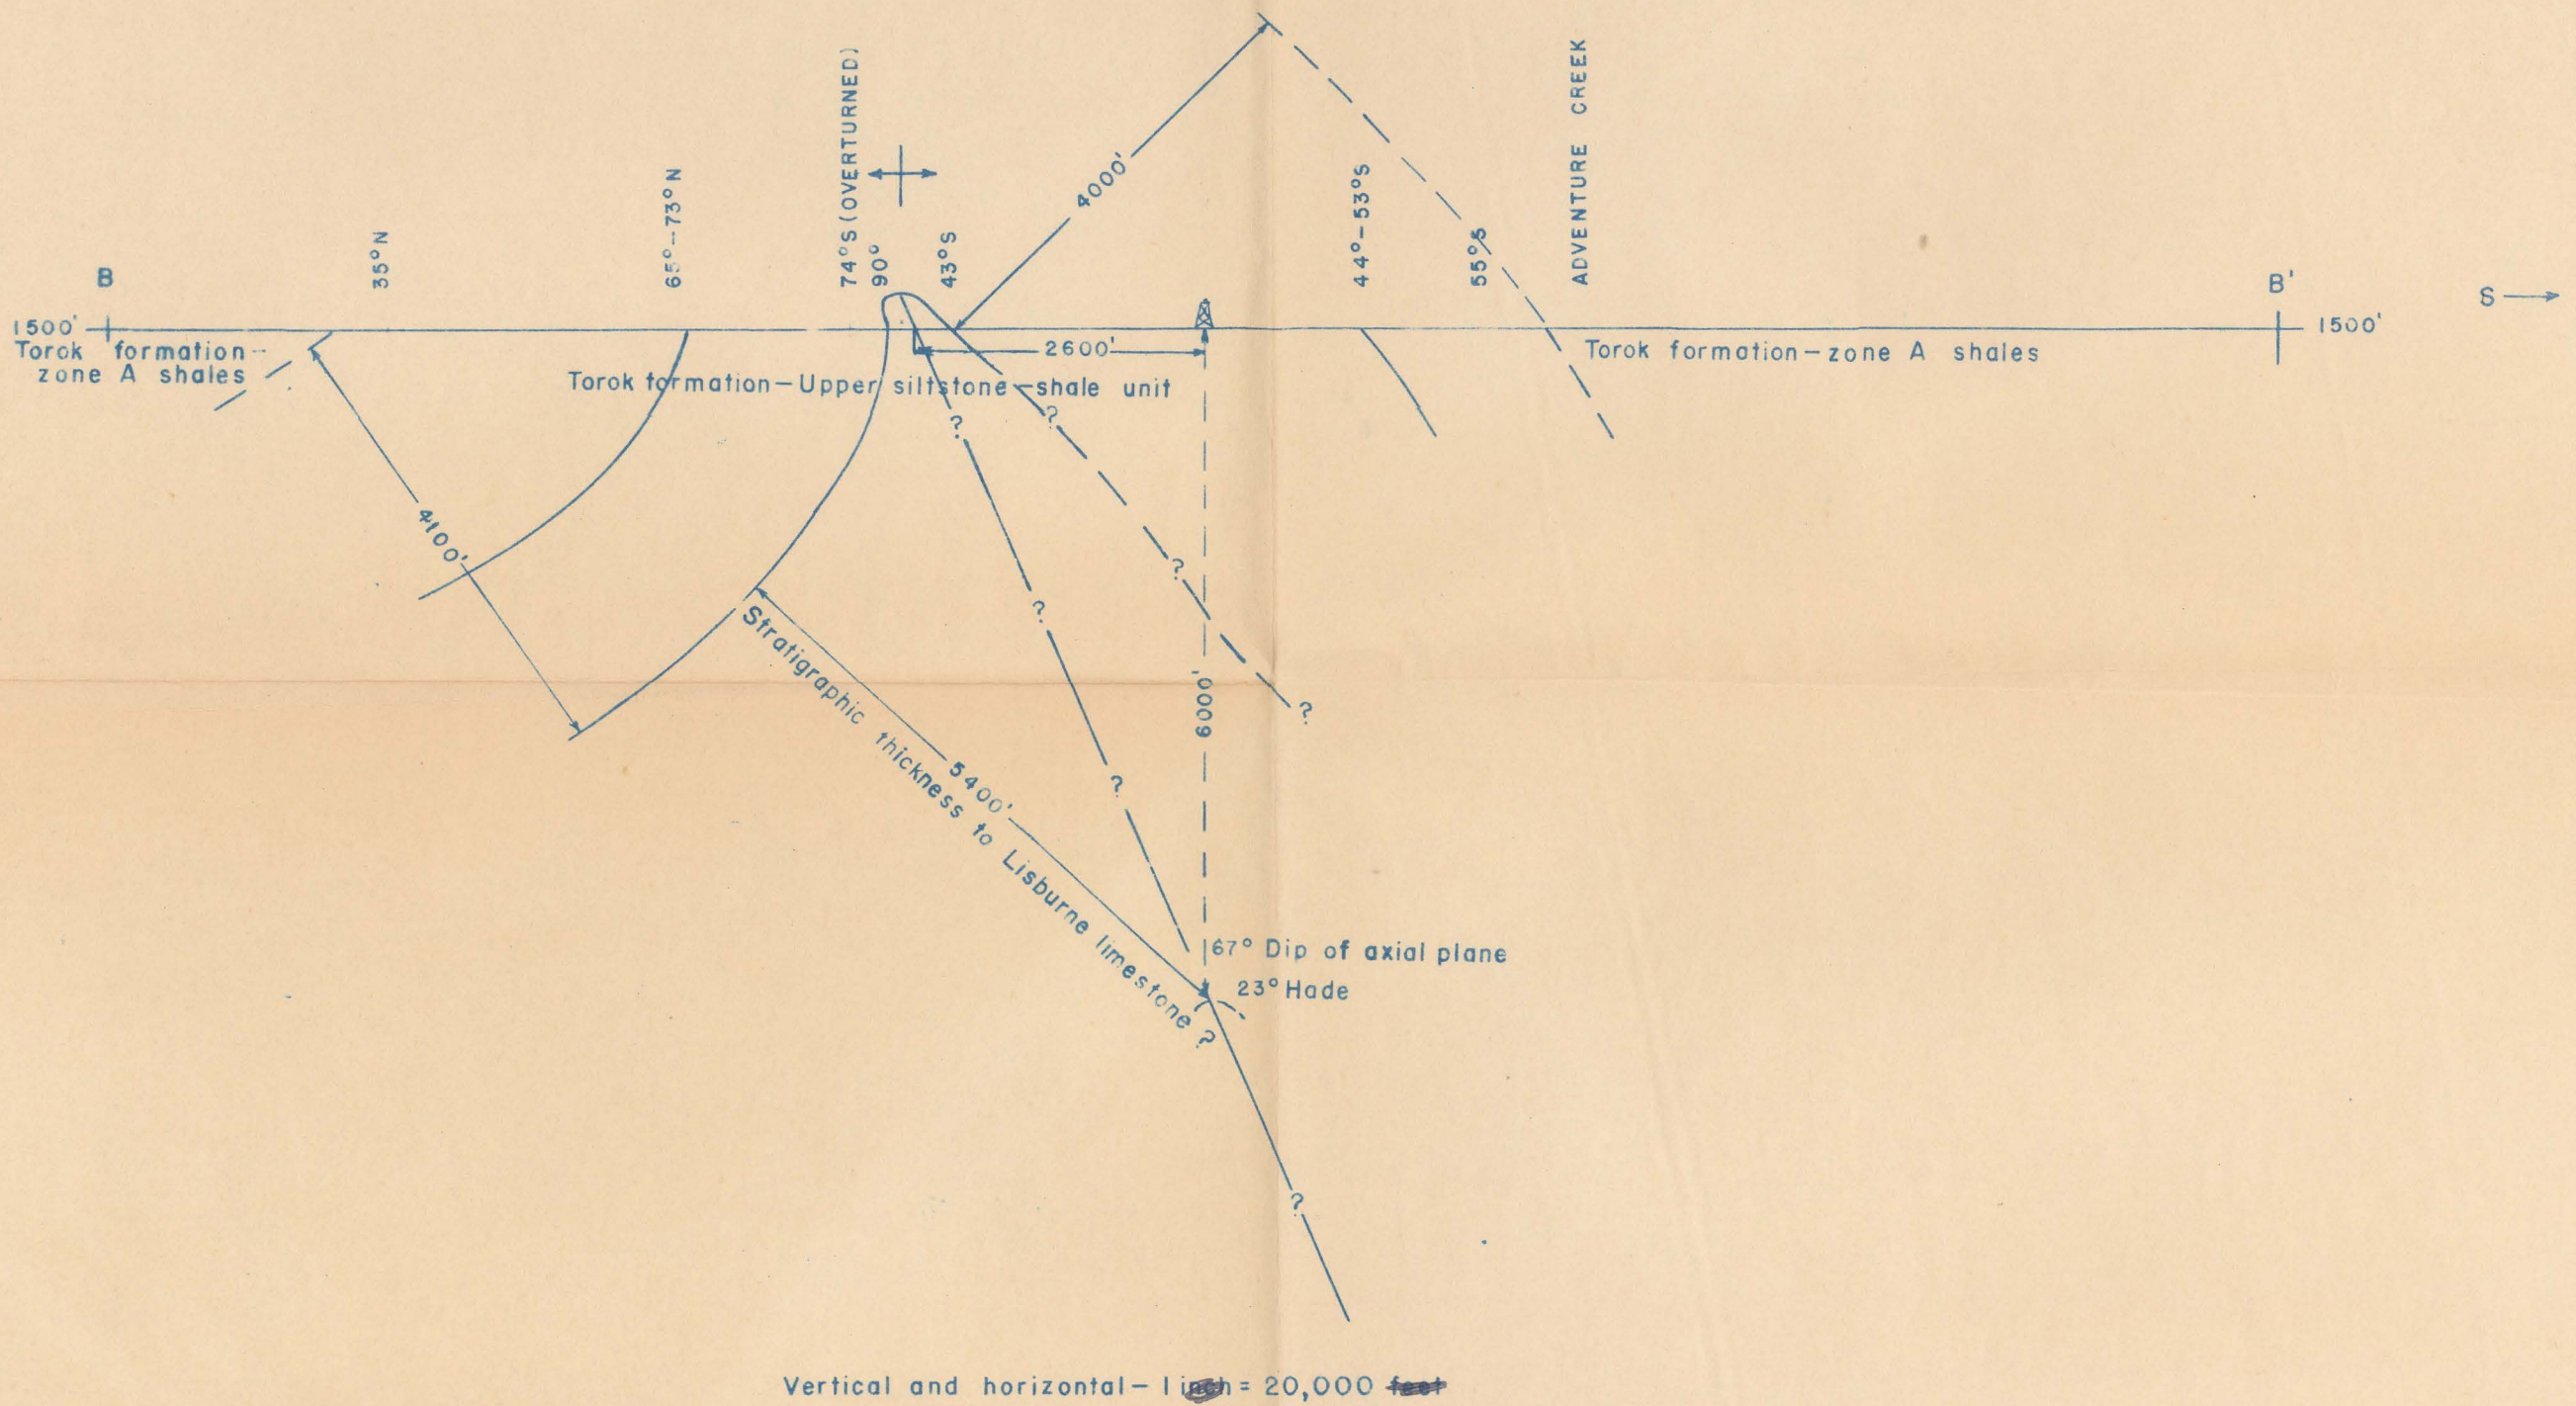 74°S (OVERTURNED)
90°
43°S
35°N
65°-73°N
4000'
44°-53°S
55°S
ADVENTURE CREEK
B
B'
S
1500'
1500'
Torok formation-
zone A shales
2600'
Torok formation-zone A shales
Torok formation-Upper siltstone-shale unit
?
?
4100'
?
?
6000'
?
Stratigraphic thickness to Lisburne limestone ?
5400'
?
67° Dip of axial plane
23° Hade
?
Vertical and horizontal- 1 = 20,000